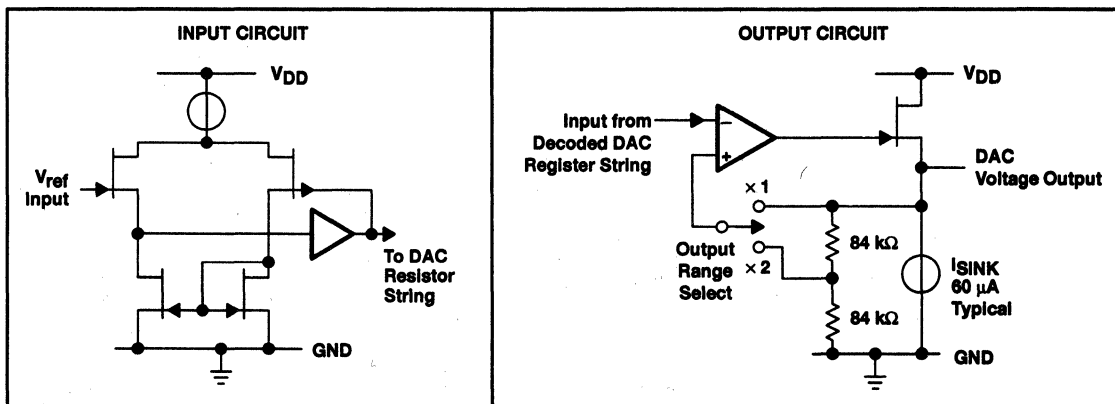 INPUT CIRCUIT
VDD
Vref
Input
To DAC
Resistor
String
GND
OUTPUT CIRCUIT
VDD
Input from
Decoded DAC
Register String
−
+
DAC
Voltage Output
× 1
Output
Range
Select
× 2
84 kΩ
84 kΩ
ISINK
60 µA
Typical
GND